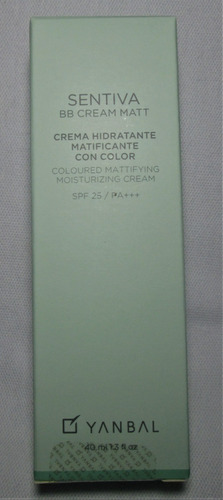 SENTIVA
BB CREAM MATT
CREMA HIDRATANTE
MATIFICANTE
CON COLOR
COLOURED MATTIFYING
MOISTURIZING CREAM
SPF 25 / PA+++
YANBAL
40 ml/1.3 fl oz